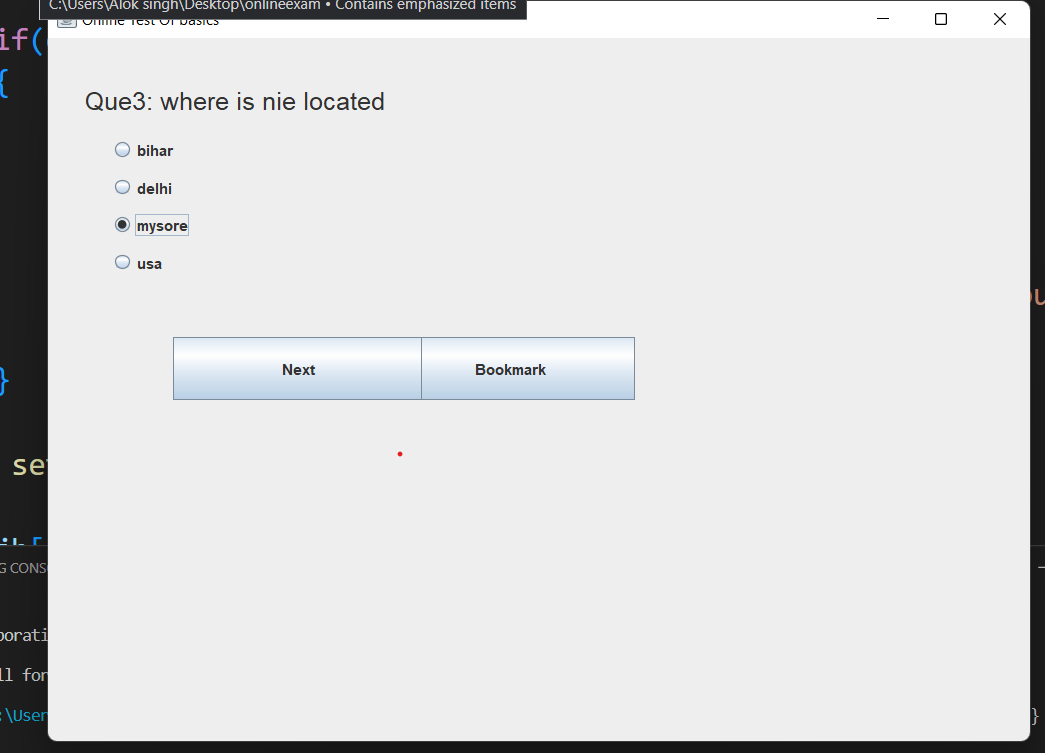 C:\Users\Alok singh\Desktop\onlineexam • Contains emphasized items
Online Test Of basics
if(
{
Que3: where is nie located
bihar
delhi
mysore
usa
Next
Bookmark
}
se
G CONS
porati
ll for
:\User
}